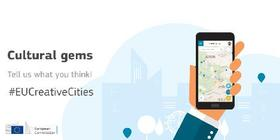 Cultural gems
Tell us what you think!
#EUCreativeCities
European
Commission